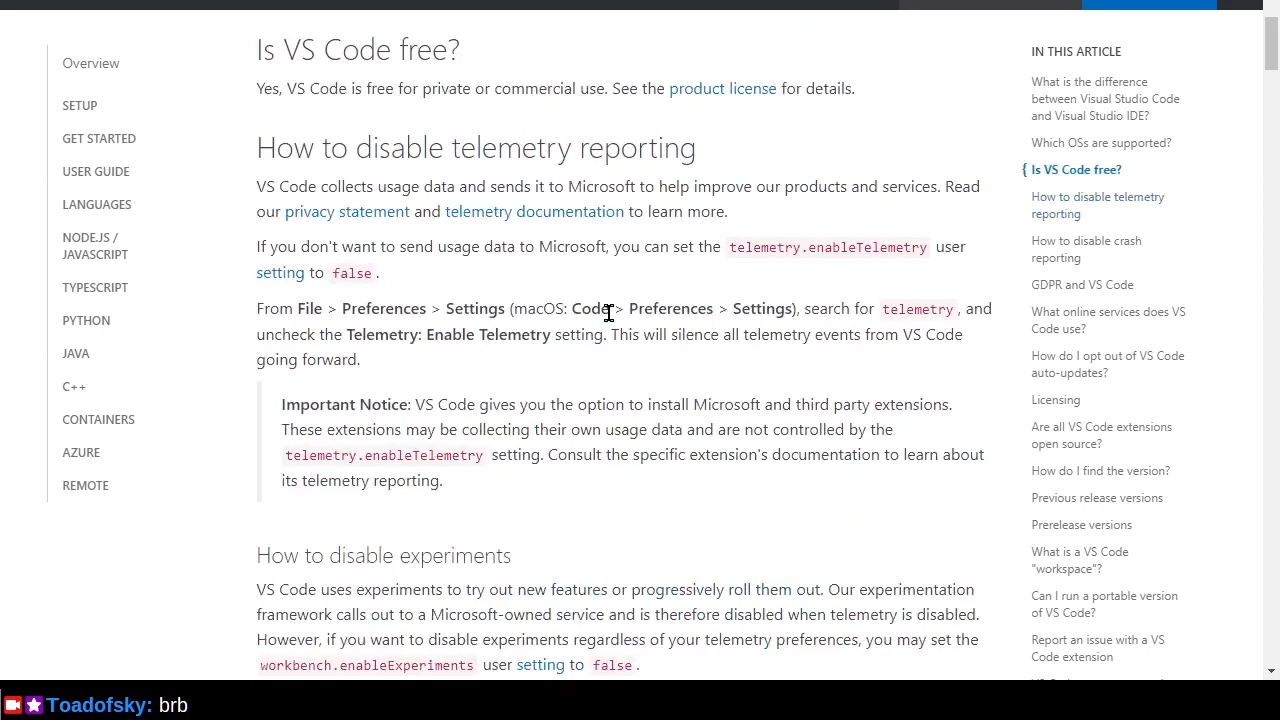 Overview
SETUP
GET STARTED
USER GUIDE
LANGUAGES
NODE.JS /
JAVASCRIPT
TYPESCRIPT
PYTHON
JAVA
C++
CONTAINERS
AZURE
REMOTE
Is VS Code free?
Yes, VS Code is free for private or commercial use. See the product license for details.
How to disable telemetry reporting
VS Code collects usage data and sends it to Microsoft to help improve our products and services. Read
our privacy statement and telemetry documentation to learn more.
If you don't want to send usage data to Microsoft, you can set the telemetry.enableTelemetry user
setting to false.
From File > Preferences > Settings (macOS: Code > Preferences > Settings), search for telemetry, and
uncheck the Telemetry: Enable Telemetry setting. This will silence all telemetry events from VS Code
going forward.
Important Notice: VS Code gives you the option to install Microsoft and third party extensions.
These extensions may be collecting their own usage data and are not controlled by the
telemetry.enableTelemetry setting. Consult the specific extension's documentation to learn about
its telemetry reporting.
How to disable experiments
VS Code uses experiments to try out new features or progressively roll them out. Our experimentation
framework calls out to a Microsoft-owned service and is therefore disabled when telemetry is disabled.
However, if you want to disable experiments regardless of your telemetry preferences, you may set the
workbench.enableExperiments user setting to false.
IN THIS ARTICLE
What is the difference
between Visual Studio Code
and Visual Studio IDE?
Which OSs are supported?
{ Is VS Code free?
How to disable telemetry
reporting
How to disable crash
reporting
GDPR and VS Code
What online services does VS
Code use?
How do I opt out of VS Code
auto-updates?
Licensing
Are all VS Code extensions
open source?
How do I find the version?
Previous release versions
Prerelease versions
What is a VS Code
"workspace"?
Can I run a portable version
of VS Code?
Report an issue with a VS
Code extension
Toadofsky: brb